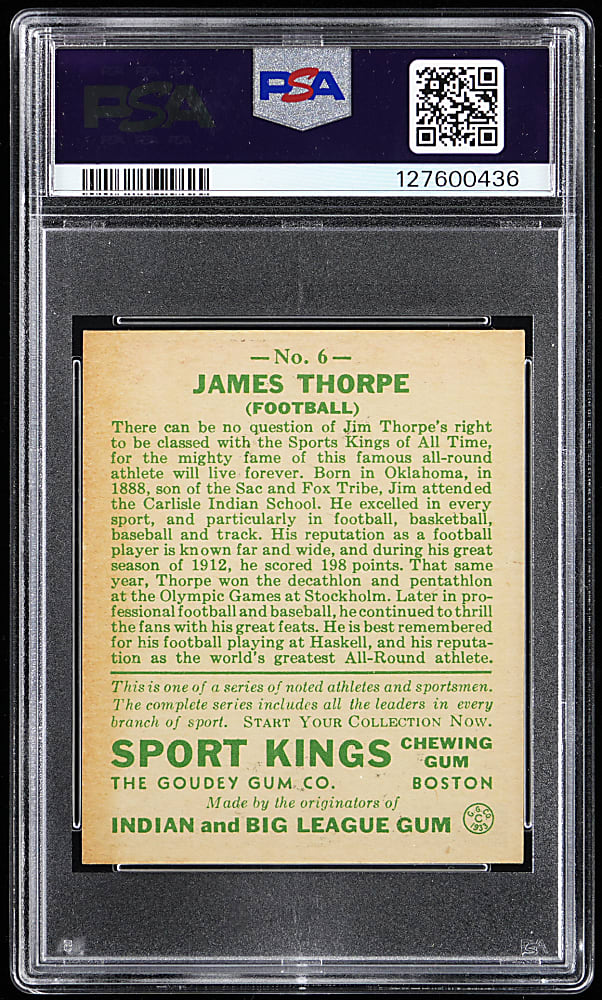 PSA
PSA
127600436
—No. 6—
JAMES THORPE
(FOOTBALL)
There can be no question of Jim Thorpe's right
to be classed with the Sports Kings of All Time,
for the mighty fame of this famous all-round
athlete will live forever. Born in Oklahoma, in
1888, son of the Sac and Fox Tribe, Jim attended
the Carlisle Indian School. He excelled in every
sport, and particularly in football, basketball,
baseball and track. His reputation as a football
player is known far and wide, and during his great
season of 1912, he scored 198 points. That same
year, Thorpe won the decathlon and pentathlon
at the Olympic Games at Stockholm. Later in pro-
fessional football and baseball, he continued to thrill
the fans with his great feats. He is best remembered
for his football playing at Haskell, and his reputa-
tion as the world's greatest All-Round athlete.
This is one of a series of noted athletes and sportsmen.
The complete series includes all the leaders in every
branch of sport. START YOUR COLLECTION NOW.
SPORT KINGS CHEWING GUM
THE GOUDEY GUM CO. BOSTON
Made by the originators of
INDIAN and BIG LEAGUE GUM
G.G.CO. C 1933
PSA